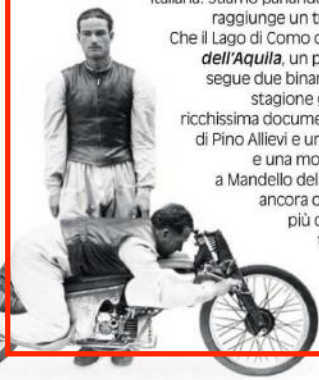 italiana. Stiamo parlando
raggiunge un tr
Che il Lago di Como o
dell'Aquila, un p
segue due binar
stagione g
ricchissima docume
di Pino Allievi e un
e una mo
a Mandello del
ancora o
più c